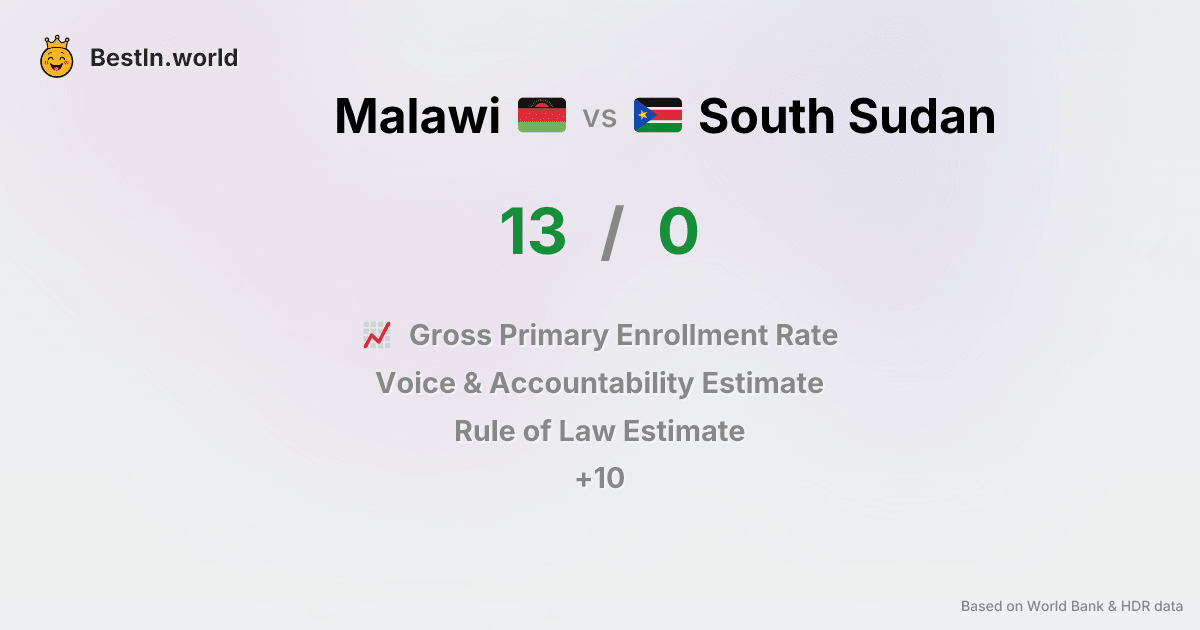 BestIn.world
Malawi vs South Sudan
13 / 0
Gross Primary Enrollment Rate
Voice & Accountability Estimate
Rule of Law Estimate
+10
Based on World Bank & HDR data